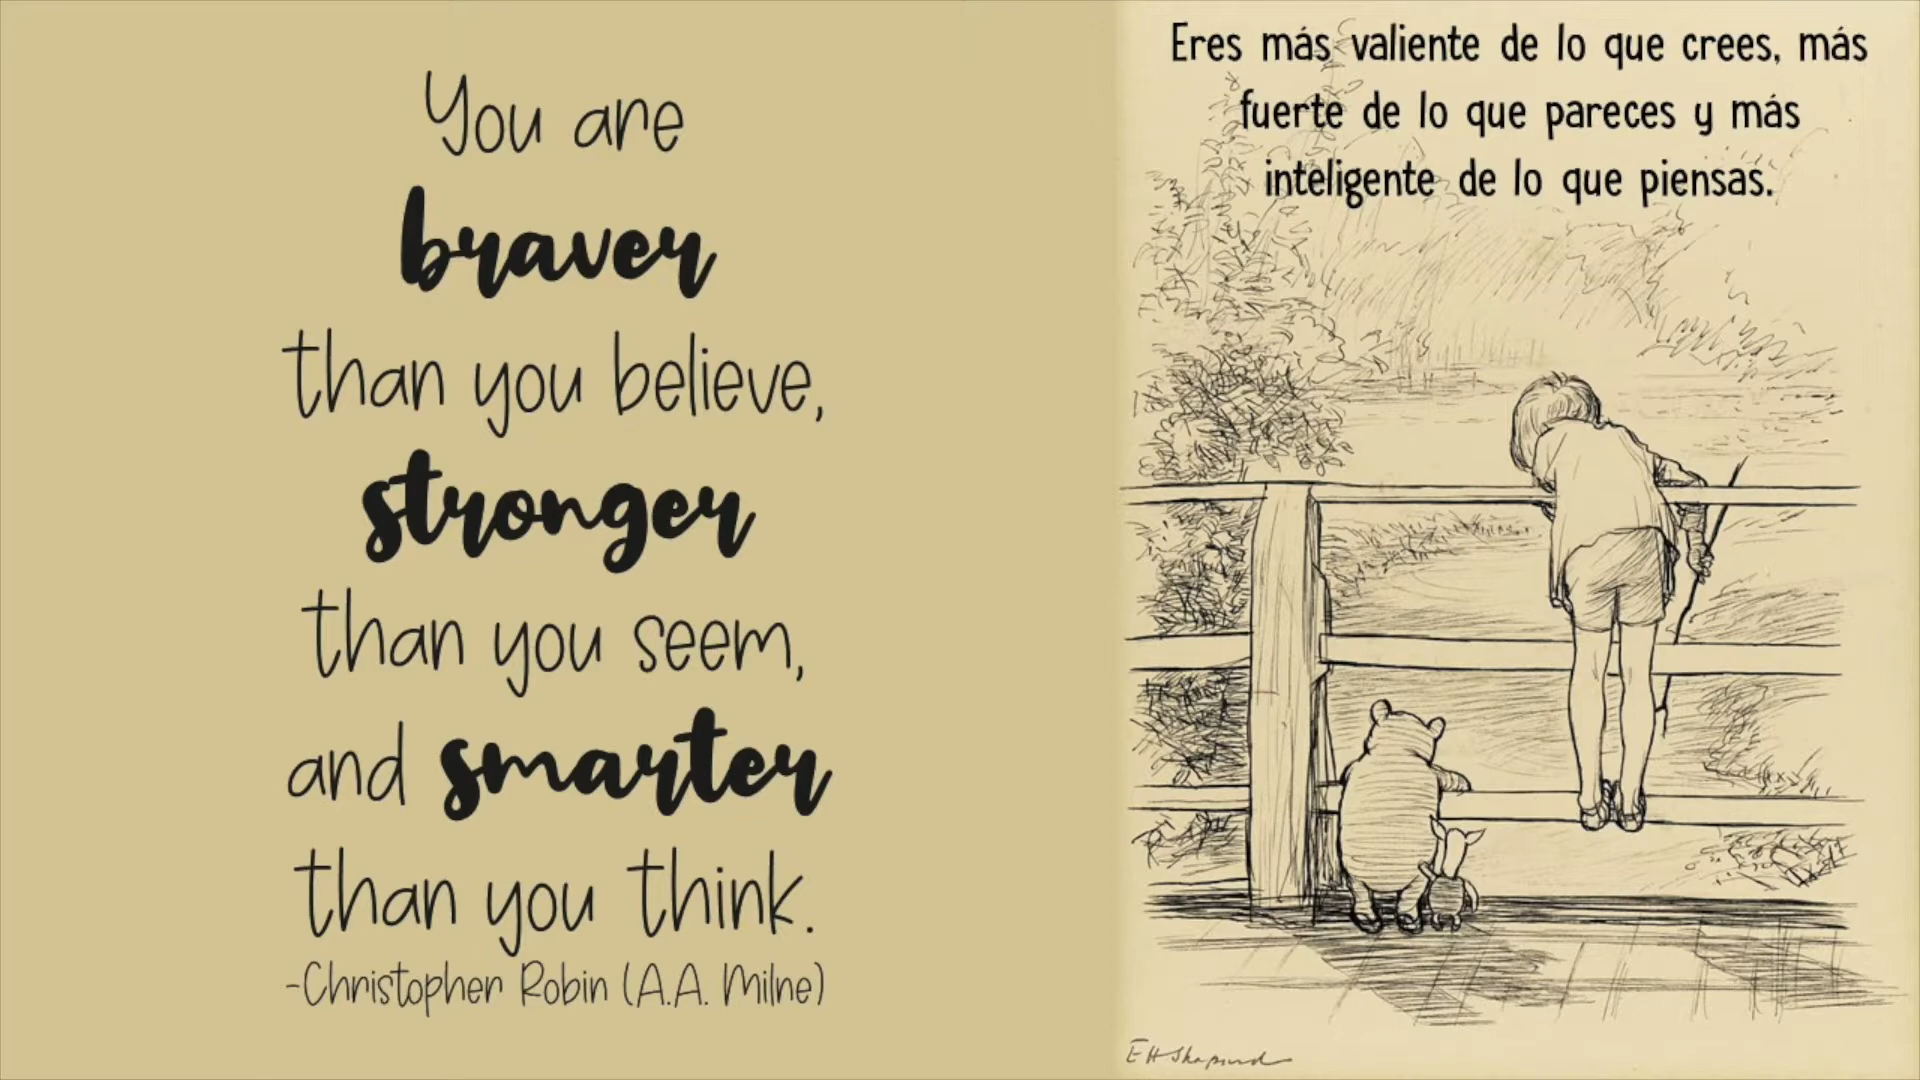 You are
braver
than you believe,
stronger
than you seem,
and smarter
than you think.
-Christopher Robin (A.A. Milne)
Eres más valiente de lo que crees, más
fuerte de lo que pareces y más
inteligente de lo que piensas.
EHShepard